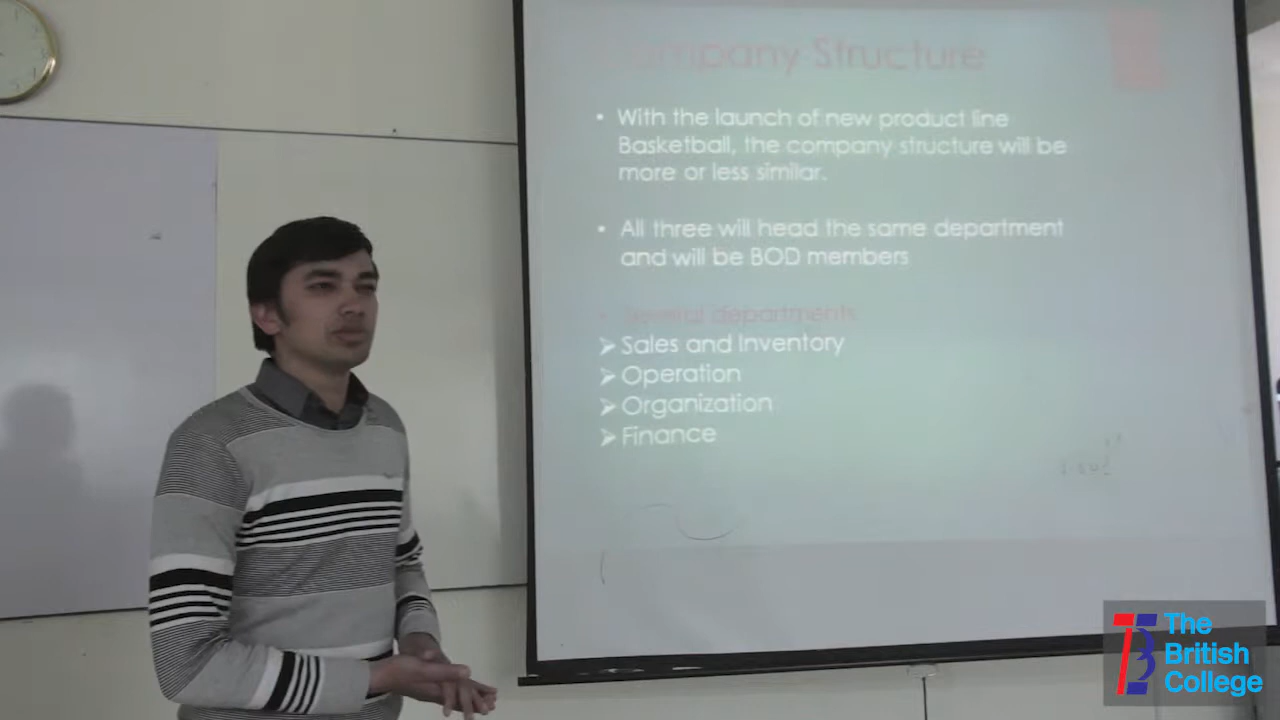 Company Structure
• With the launch of new product line
Basketball, the company structure will be
more or less similar.
• All three will head the same department
and will be BOD members
• Several departments
➢ Sales and Inventory
➢ Operation
➢ Organization
➢ Finance
The
British
College